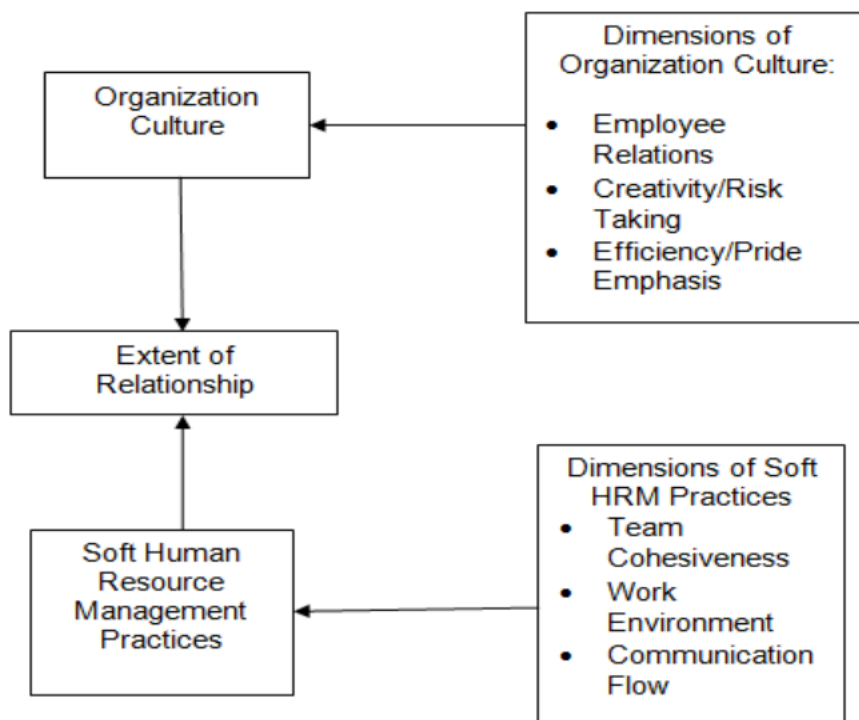 Organization
Culture
Dimensions of
Organization Culture:
• Employee
Relations
• Creativity/Risk
Taking
• Efficiency/Pride
Emphasis
Extent of
Relationship
Soft Human
Resource
Management
Practices
Dimensions of Soft
HRM Practices
• Team
Cohesiveness
• Work
Environment
• Communication
Flow